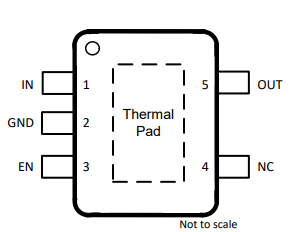 IN 1 5 OUT
GND 2 Thermal
Pad
EN 3 4 NC
Not to scale